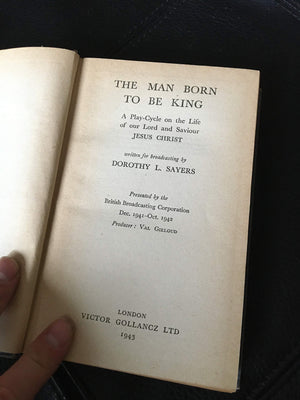 THE MAN BORN
TO BE KING
A Play-Cycle on the Life
of our Lord and Saviour
JESUS CHRIST
written for broadcasting by
DOROTHY L. SAYERS
Presented by the
British Broadcasting Corporation
Dec. 1941-Oct. 1942
Producer: VAL GIELGUD
LONDON
VICTOR GOLLANCZ LTD
1943